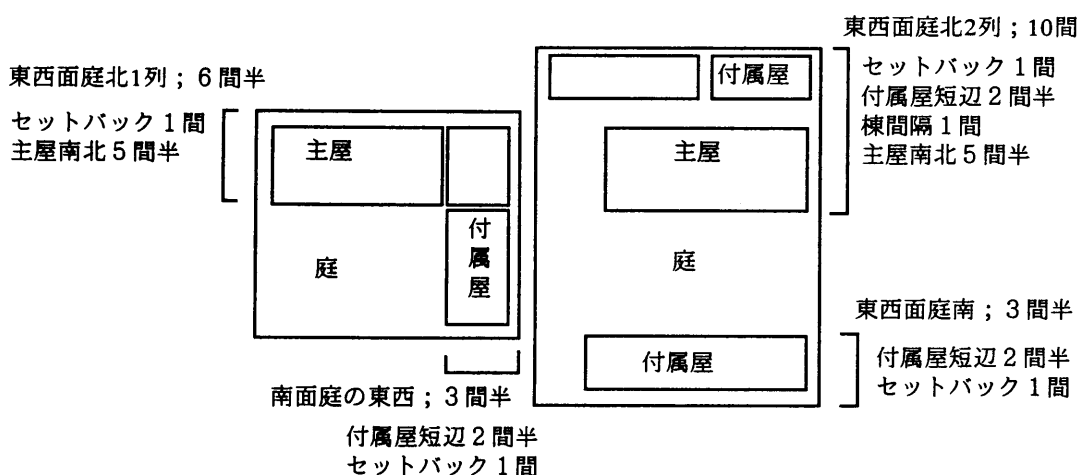 東西面庭北1列；６間半
セットバック１間
主屋南北５間半
主屋
付属屋
庭
南面庭の東西；３間半
付属屋短辺２間半
セットバック１間
東西面庭北2列；10間
セットバック１間
付属屋短辺２間半
棟間隔１間
主屋南北５間半
付属屋
主屋
庭
付属屋
東西面庭南；３間半
付属屋短辺２間半
セットバック１間